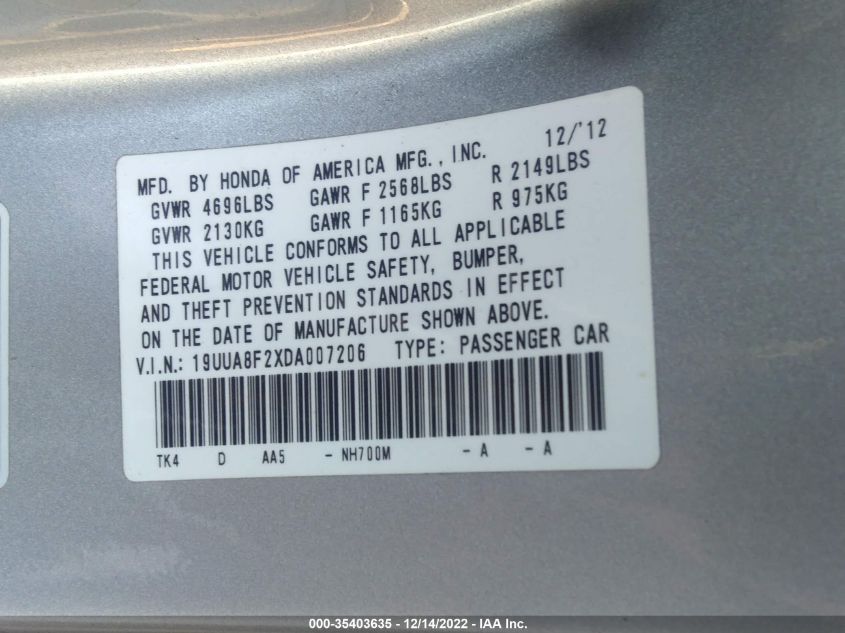 12/'12
MFD. BY HONDA OF AMERICA MFG., INC.
GVWR 4696LBS GAWR F 2568LBS R 2149LBS
GVWR 2130KG GAWR F 1165KG R 975KG
THIS VEHICLE CONFORMS TO ALL APPLICABLE
FEDERAL MOTOR VEHICLE SAFETY, BUMPER,
AND THEFT PREVENTION STANDARDS IN EFFECT
ON THE DATE OF MANUFACTURE SHOWN ABOVE.
V.I.N.: 19UUA8F2XDA007206 TYPE: PASSENGER CAR
TK4 D AA5 - NH700M - A - A
000-35403635 - 12/14/2022 - IAA Inc.